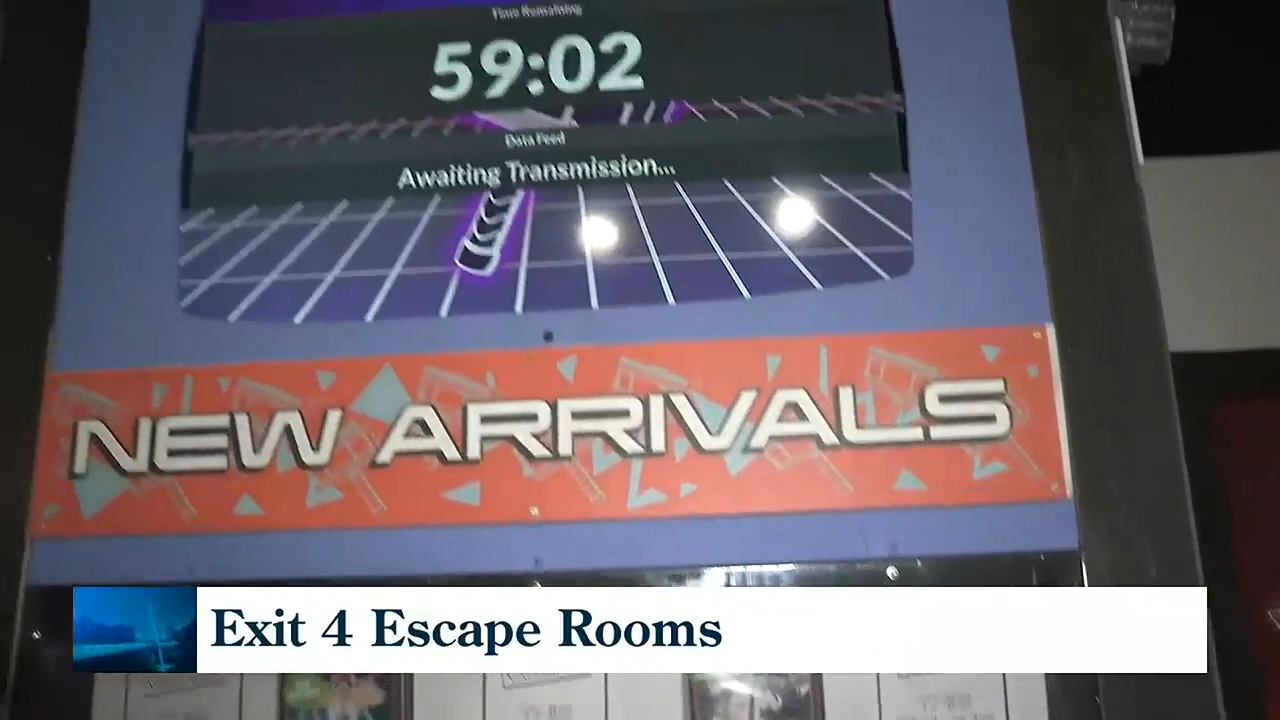 Time Remaining
59:02
Data Feed
Awaiting Transmission...
NEW ARRIVALS
Exit 4 Escape Rooms